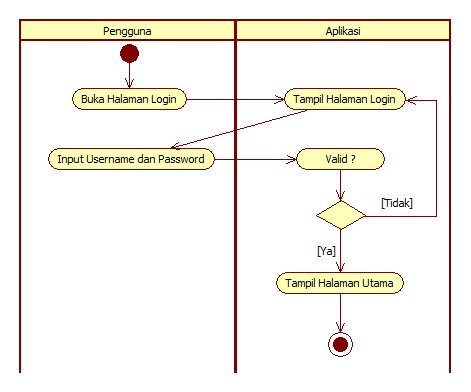 Pengguna
Aplikasi
Buka Halaman Login
Tampil Halaman Login
Input Username dan Password
Valid ?
[Tidak]
[Ya]
Tampil Halaman Utama